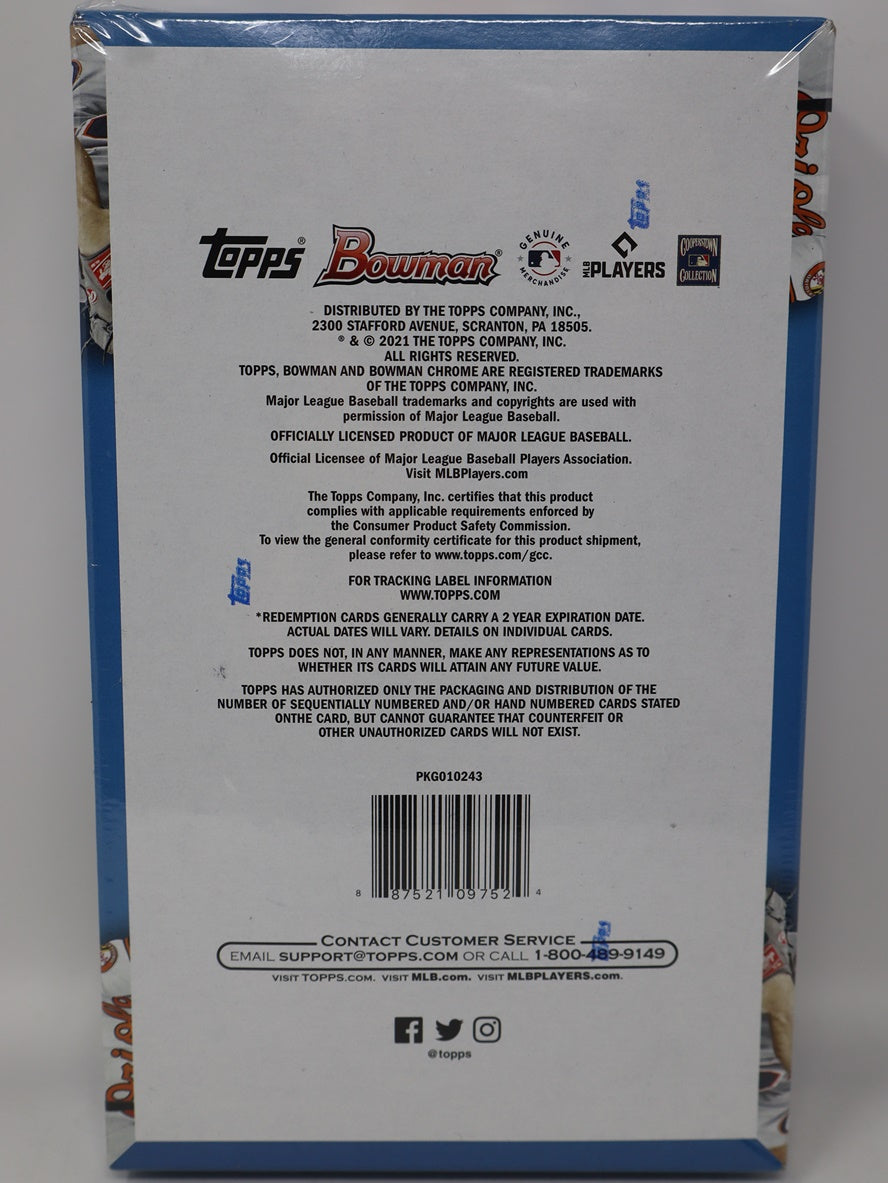 topps
topps® Bowman® GENUINE MERCHANDISE MLB PLAYERS COOPERSTOWN COLLECTION
DISTRIBUTED BY THE TOPPS COMPANY, INC.,
2300 STAFFORD AVENUE, SCRANTON, PA 18505.
® & © 2021 THE TOPPS COMPANY, INC.
ALL RIGHTS RESERVED.
TOPPS, BOWMAN AND BOWMAN CHROME ARE REGISTERED TRADEMARKS
OF THE TOPPS COMPANY, INC.
Major League Baseball trademarks and copyrights are used with
permission of Major League Baseball.
OFFICIALLY LICENSED PRODUCT OF MAJOR LEAGUE BASEBALL.
Official Licensee of Major League Baseball Players Association.
Visit MLBPlayers.com
The Topps Company, Inc. certifies that this product
complies with applicable requirements enforced by
the Consumer Product Safety Commission.
To view the general conformity certificate for this product shipment,
please refer to www.topps.com/gcc.
topps
FOR TRACKING LABEL INFORMATION
WWW.TOPPS.COM
*REDEMPTION CARDS GENERALLY CARRY A 2 YEAR EXPIRATION DATE.
ACTUAL DATES WILL VARY. DETAILS ON INDIVIDUAL CARDS.
TOPPS DOES NOT, IN ANY MANNER, MAKE ANY REPRESENTATIONS AS TO
WHETHER ITS CARDS WILL ATTAIN ANY FUTURE VALUE.
TOPPS HAS AUTHORIZED ONLY THE PACKAGING AND DISTRIBUTION OF THE
NUMBER OF SEQUENTIALLY NUMBERED AND/OR HAND NUMBERED CARDS STATED
ONTHE CARD, BUT CANNOT GUARANTEE THAT COUNTERFEIT OR
OTHER UNAUTHORIZED CARDS WILL NOT EXIST.
PKG010243
8 87521 09752 4
topps
CONTACT CUSTOMER SERVICE
EMAIL SUPPORT@TOPPS.COM OR CALL 1-800-489-9149
VISIT TOPPS.COM. VISIT MLB.com. VISIT MLBPLAYERS.com.
@topps